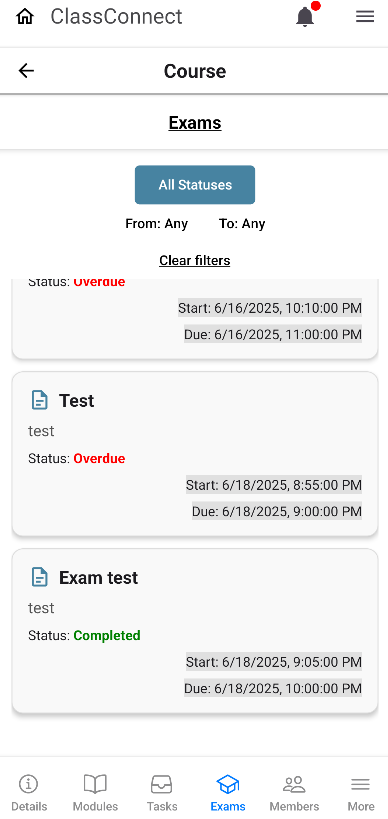 ClassConnect
Course
Exams
All Statuses
From: Any To: Any
Clear filters
Status: Overdue
Start: 6/16/2025, 10:10:00 PM
Due: 6/16/2025, 11:00:00 PM
Test
test
Status: Overdue
Start: 6/18/2025, 8:55:00 PM
Due: 6/18/2025, 9:00:00 PM
Exam test
test
Status: Completed
Start: 6/18/2025, 9:05:00 PM
Due: 6/18/2025, 10:00:00 PM
Details Modules Tasks Exams Members More